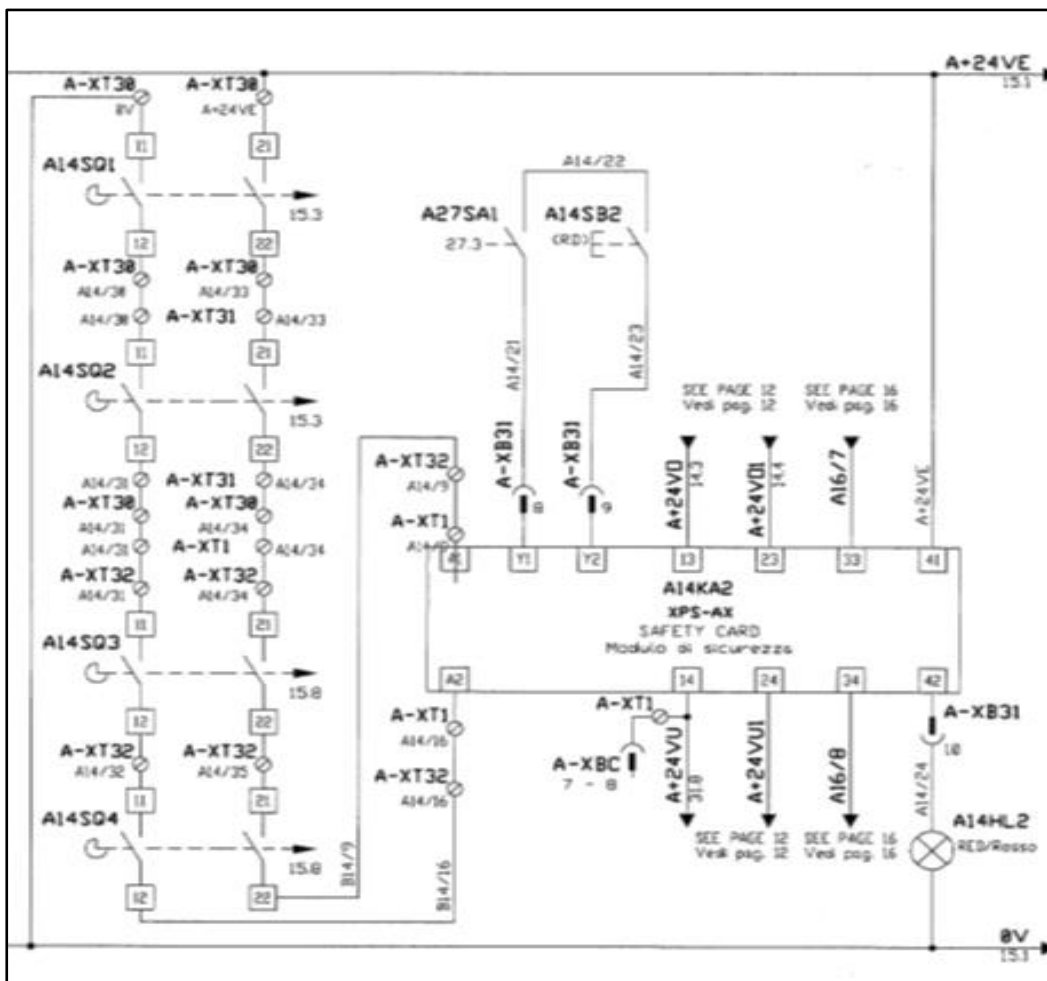 A+24VE
15.1
A-XT30
0V
A-XT30
A+24VE
11
21
A14SQ1
15.3
12
22
A-XT30
A14/30
A-XT30
A14/33
A14/30
A-XT31
A14/33
11
21
A14SQ2
15.3
12
22
A14/31
A-XT31
A14/34
A-XT30
A14/31
A-XT30
A14/34
A14/31
A-XT1
A14/34
A-XT32
A14/31
A-XT32
A14/34
11
21
A14SQ3
15.8
12
22
A-XT32
A14/32
A-XT32
A14/35
11
21
A14SQ4
15.8
12
22
B14/9
B14/16
A14/22
A27SA1
27.3
A14SB2
(RD)
A14/21
A14/23
A-XB31
8
A-XB31
9
A-XT32
A14/9
A-XT1
SEE PAGE 12
Vedi pag. 12
SEE PAGE 16
Vedi pag. 16
A+24VD
14.3
A+24VD1
14.4
A16/7
A+24VE
A1
Y1
Y2
13
23
33
41
A14KA2
XPS-AX
SAFETY CARD
Modulo di sicurezza
A2
14
24
34
42
A-XT1
A14/16
A-XT32
A14/16
A-XT1
A-XBC
7 - 8
A+24VU
31.8
A+24VU1
A16/8
SEE PAGE 12
Vedi pag. 12
SEE PAGE 16
Vedi pag. 16
A-XB31
10
A14/24
A14HL2
RED/Rosso
0V
15.1